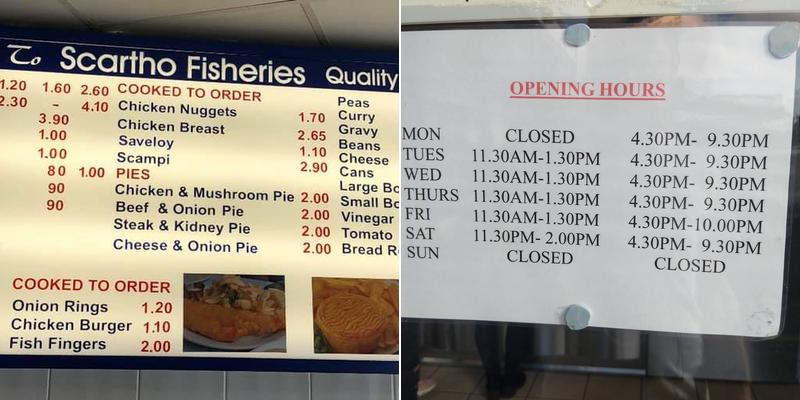 To Scartho Fisheries Quality
1.20 1.60 2.60 COOKED TO ORDER
2.30 - 4.10 Chicken Nuggets 1.70
3.90 Chicken Breast 2.65
1.00 Saveloy 1.10
1.00 Scampi 2.90
80 1.00 PIES
90 Chicken & Mushroom Pie 2.00
90 Beef & Onion Pie 2.00
Steak & Kidney Pie 2.00
Cheese & Onion Pie 2.00
Peas
Curry
Gravy
Beans
Cheese
Cans
Large Bo
Small Bo
Vinegar
Tomato
Bread R
COOKED TO ORDER
Onion Rings 1.20
Chicken Burger 1.10
Fish Fingers 2.00
OPENING HOURS
MON CLOSED 4.30PM- 9.30PM
TUES 11.30AM-1.30PM 4.30PM- 9.30PM
WED 11.30AM-1.30PM 4.30PM- 9.30PM
THURS 11.30AM-1.30PM 4.30PM- 9.30PM
FRI 11.30AM-1.30PM 4.30PM-10.00PM
SAT 11.30PM- 2.00PM 4.30PM- 9.30PM
SUN CLOSED CLOSED